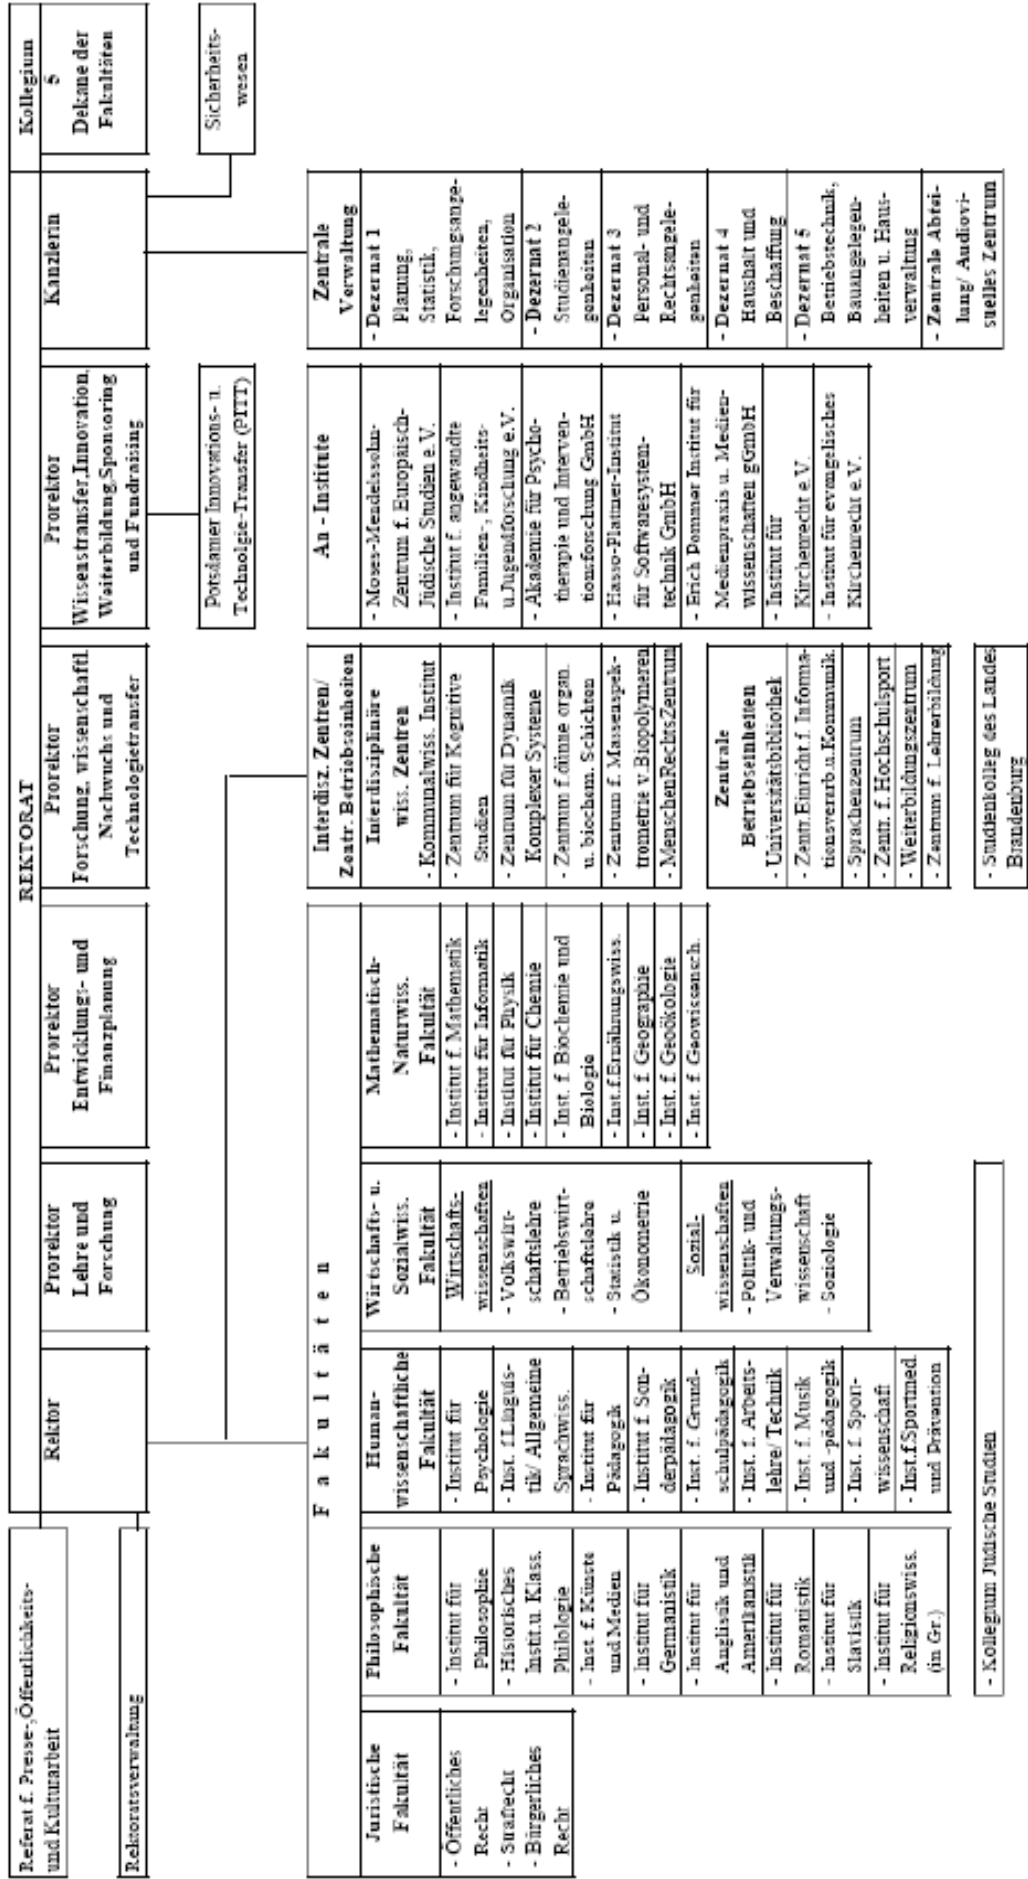 Referat f. Presse-,Öffentlichkeits-
und Kulturarbeit
Rektoratsverwaltung
REKTORAT
Rektor
Prorektor
Lehre und
Forschung
Prorektor
Entwicklungs- und
Finanzplanung
Prorektor
Forschung, wissenschaftl.
Nachwuchs und
Technologietransfer
Prorektor
Wissenstransfer,Innovation,
Weiterbildung,Sponsoring
und Fundraising
Kanzlerin
Kollegium
5
Dekane der
Fakultäten
Potsdamer Innovations- u.
Technolgie-Transfer (PITT)
Sicherheits-
wesen
Fakultäten
Juristische
Fakultät
- Öffentliches
Recht
- Strafrecht
- Bürgerliches
Recht
Philosophische
Fakultät
- Institut für
Philosophie
- Historisches
Institut u. Klass.
Philologie
- Inst. f. Künste
und Medien
- Institut für
Germanistik
- Institut für
Anglistik und
Amerikanistik
- Institut für
Romanistik
- Institut für
Slavistik
- Institut für
Religionswiss.
(in Gr.)
Human-
wissenschaftliche
Fakultät
- Institut für
Psychologie
- Inst. f.Linguis-
tik/ Allgemeine
Sprachwiss.
- Institut für
Pädagogik
- Institut f. Son-
derpädagogik
- Inst. f. Grund-
schulpädagogik
- Inst. f. Arbeits-
lehre/ Technik
- Inst. f. Musik
und -pädagogik
- Inst. f. Sport-
wissenschaft
- Inst.f.Sportmed.
und Prävention
Wirtschafts- u.
Sozialwiss.
Fakultät
Wirtschafts-
wissenschaften
- Volkswirt-
schaftslehre
- Betriebswirt-
schaftslehre
- Statistik u.
Ökonometrie
Sozial-
wissenschaften
- Politik- und
Verwaltungs-
wissenschaft
- Soziologie
Mathematisch-
Naturwiss.
Fakultät
- Institut f. Mathematik
- Institut für Informatik
- Institut für Physik
- Institut für Chemie
- Inst. f. Biochemie und
Biologie
- Inst.f.Ernährungswiss.
- Inst. f. Geographie
- Inst. f. Geoökologie
- Inst. f. Geowissensch.
- Kollegium Jüdische Studien
Interdisz. Zentren/
Zentr. Betriebseinheiten
Interdisziplinäre
wiss. Zentren
- Kommunalwiss. Institut
- Zentrum für Kognitive
Studien
- Zentrum für Dynamik
Komplexer Systeme
- Zentrum f.dünne organ.
u. biochem. Schichten
- Zentrum f. Massenspek-
trometrie v.Biopolymeren
- MenschenRechtsZentrum
Zentrale
Betriebseinheiten
- Universitätsbibliothek
- Zentr.Einricht.f. Informa-
tionsverarb.u.Kommunik.
- Sprachenzentrum
- Zentr. f. Hochschulsport
- Weiterbildungszentrum
- Zentrum f. Lehrerbildung
- Studienkolleg des Landes
Brandenburg
An - Institute
- Moses-Mendelssohn-
Zentrum f. Europäisch-
Jüdische Studien e.V.
- Institut f. angewandte
Familien-, Kindheits-
u.Jugendforschung e.V.
- Akademie für Psycho-
therapie und Interven-
tionsforschung GmbH
- Hasso-Plattner-Institut
für Softwaresystem-
technik GmbH
- Erich Pommer Institut für
Medienpraxis u. Medien-
wissenschaften gGmbH
- Institut für
Kirchenrecht e.V.
- Institut für evangelisches
Kirchenrecht e.V.
Zentrale
Verwaltung
- Dezernat 1
Planung,
Statistik,
Forschungsange-
legenheiten,
Organisation
- Dezernat 2
Studienangele-
genheiten
- Dezernat 3
Personal- und
Rechtsangele-
genheiten
- Dezernat 4
Haushalt und
Beschaffung
- Dezernat 5
Betriebstechnik,
Bauangelegen-
heiten u. Haus-
verwaltung
- Zentrale Abtei-
lung/ Audiovi-
suelles Zentrum